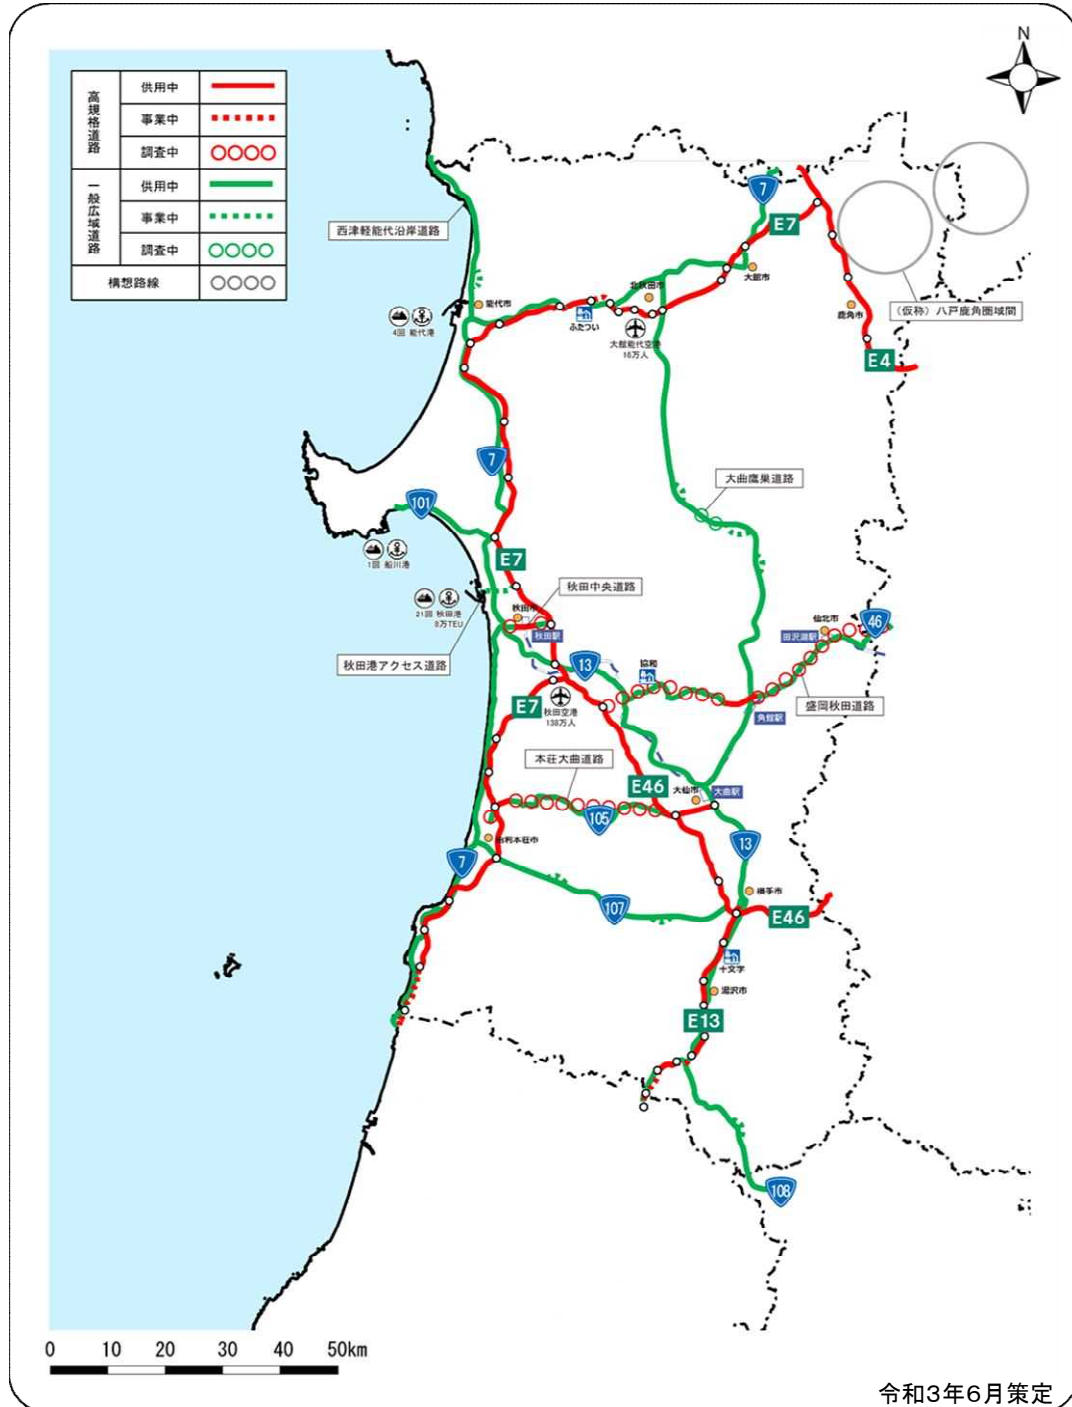 N
高規格道路
供用中
事業中
調査中
一般広域道路
供用中
事業中
調査中
構想路線
西津軽能代沿岸道路
7
E7
大館市
北秋田市
能代市
ふたつい
4回 能代港
大館能代空港
16万人
鹿角市
(仮称)八戸鹿角圏域間
E4
7
101
大曲鷹巣道路
1回 船川港
E7
秋田中央道路
21回 秋田港
8万TEU
秋田市
秋田駅
秋田港アクセス道路
13
協和
仙北市
46
田沢湖駅
盛岡秋田道路
角館駅
E7
秋田空港
138万人
本荘大曲道路
E46
大仙市
大曲駅
105
由利本荘市
13
7
107
横手市
E46
十文字
湯沢市
E13
108
0 10 20 30 40 50km
令和3年6月策定